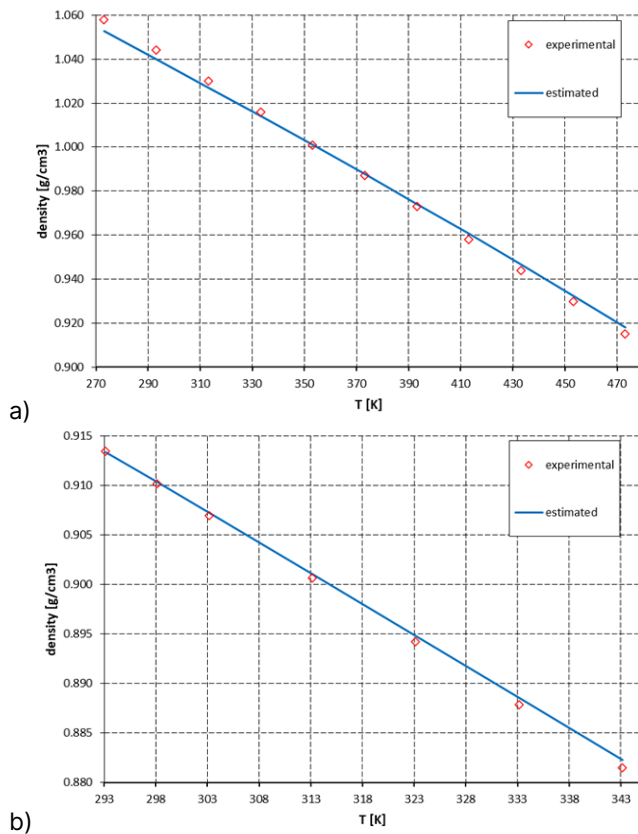 1.060
1.040
1.020
1.000
0.980
0.960
0.940
0.920
0.900
density [g/cm3]
experimental
estimated
270 290 310 330 350 370 390 410 430 450 470
T [K]
a)
0.915
0.910
0.905
0.900
0.895
0.890
0.885
0.880
density [g/cm3]
experimental
estimated
293 298 303 308 313 318 323 328 333 338 343
T [K]
b)